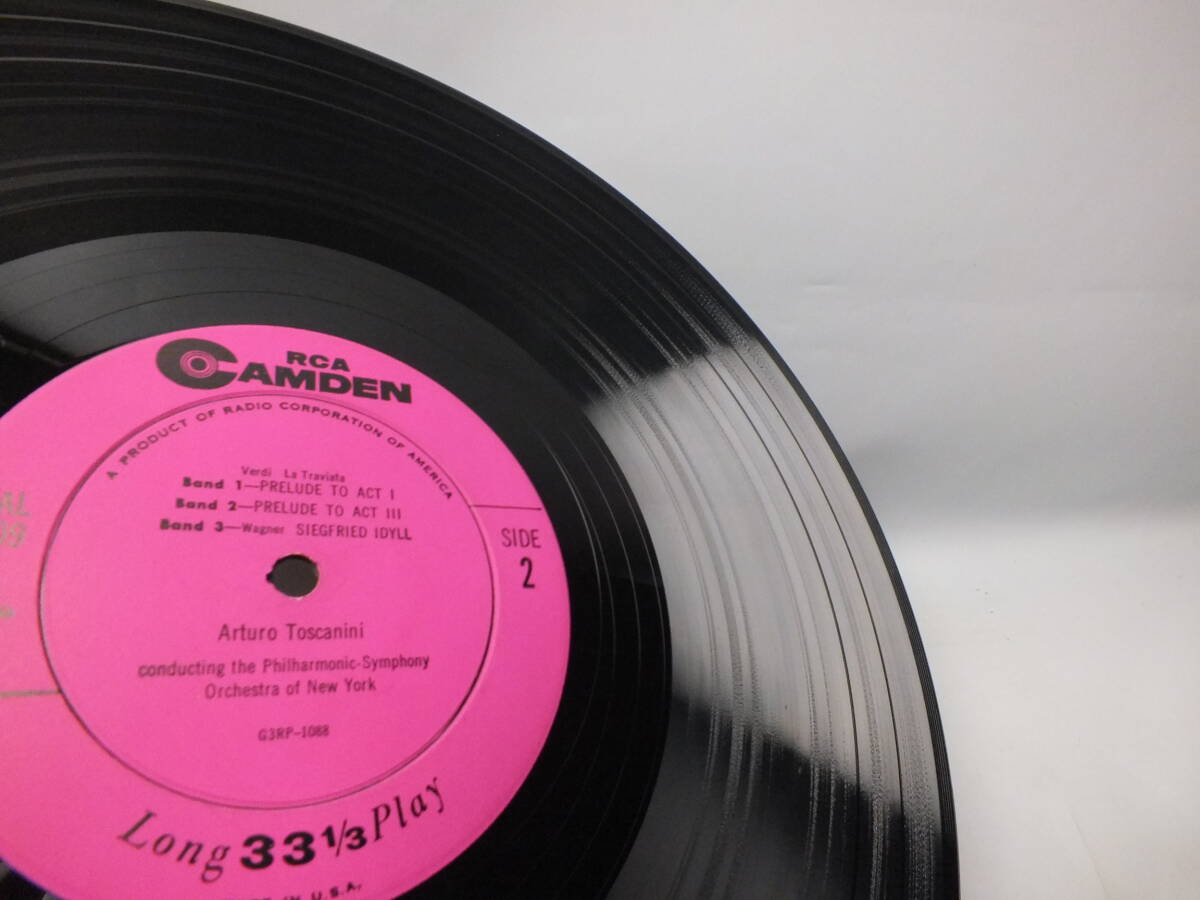 RCA
CAMDEN
A PRODUCT OF RADIO CORPORATION OF AMERICA
Verdi La Traviata
Band 1—PRELUDE TO ACT I
Band 2—PRELUDE TO ACT III
Band 3—Wagner SIEGFRIED IDYLL
SIDE
2
Arturo Toscanini
conducting the Philharmonic-Symphony
Orchestra of New York
G3RP-1088
Long 33 1/3 Play
IN U.S.A.